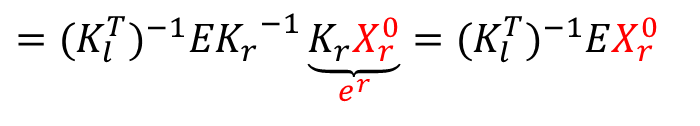 = (K_l^T)^{-1} E K_r^{-1} \underbrace{K_r X_r^0}_{e^r} = (K_l^T)^{-1} E X_r^0